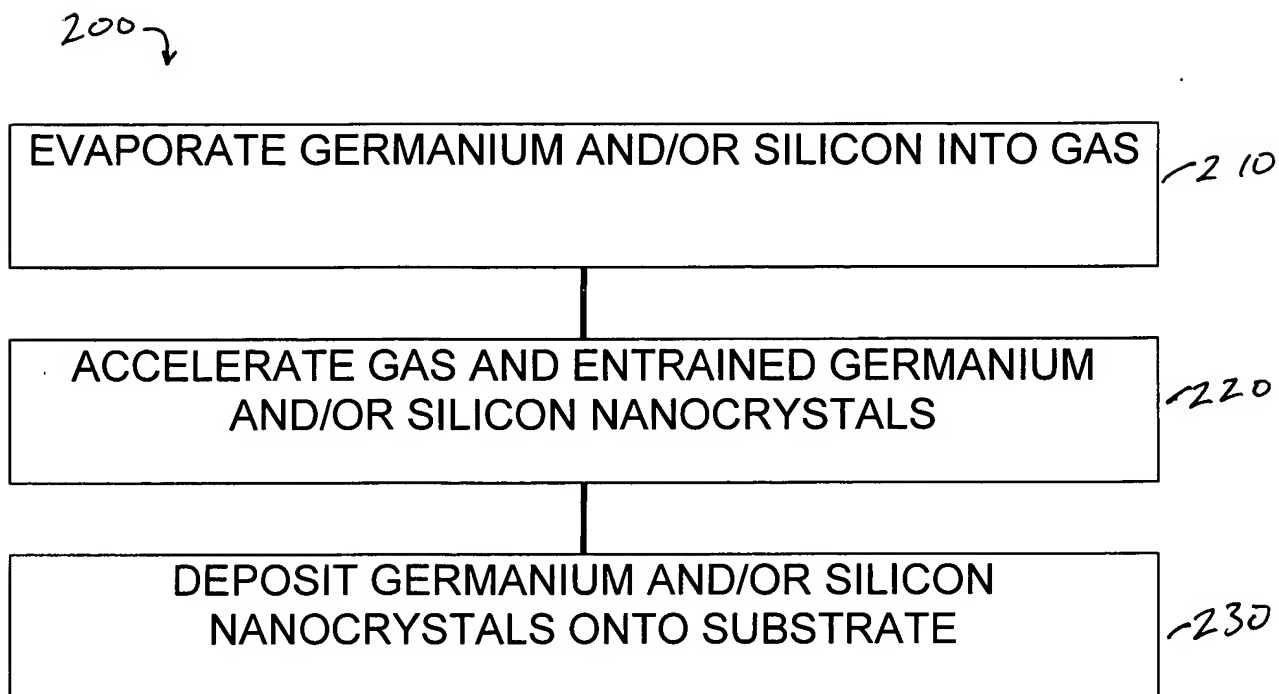 200
EVAPORATE GERMANIUM AND/OR SILICON INTO GAS
210
ACCELERATE GAS AND ENTRAINED GERMANIUM
AND/OR SILICON NANOCRYSTALS
220
DEPOSIT GERMANIUM AND/OR SILICON
NANOCRYSTALS ONTO SUBSTRATE
230